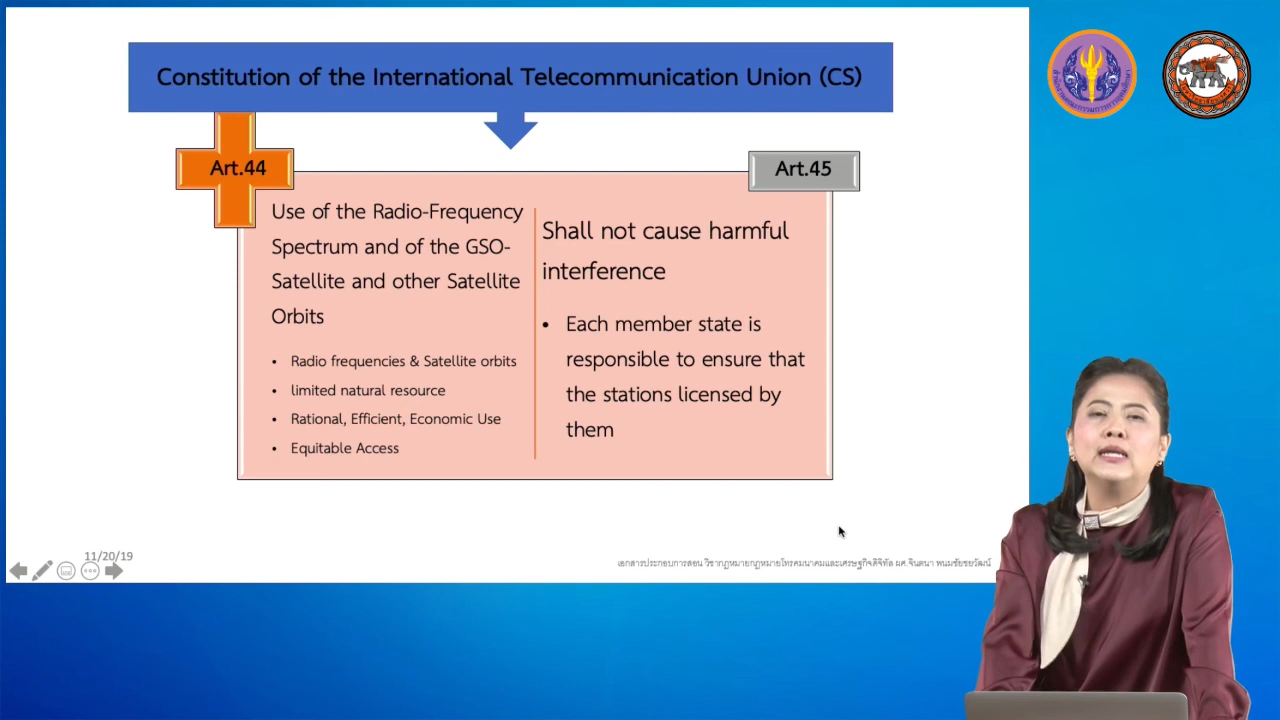 Constitution of the International Telecommunication Union (CS)
Art.44
Art.45
Use of the Radio-Frequency
Spectrum and of the GSO-
Satellite and other Satellite
Orbits
• Radio frequencies & Satellite orbits
• limited natural resource
• Rational, Efficient, Economic Use
• Equitable Access
Shall not cause harmful
interference
• Each member state is
responsible to ensure that
the stations licensed by
them
11/20/19
เอกสารประกอบการสอน วิชากฎหมายกฎหมายโทรคมนาคมและเศรษฐกิจดิจิทัล ผศ.จินตนา พนมชัยชยวัฒน์